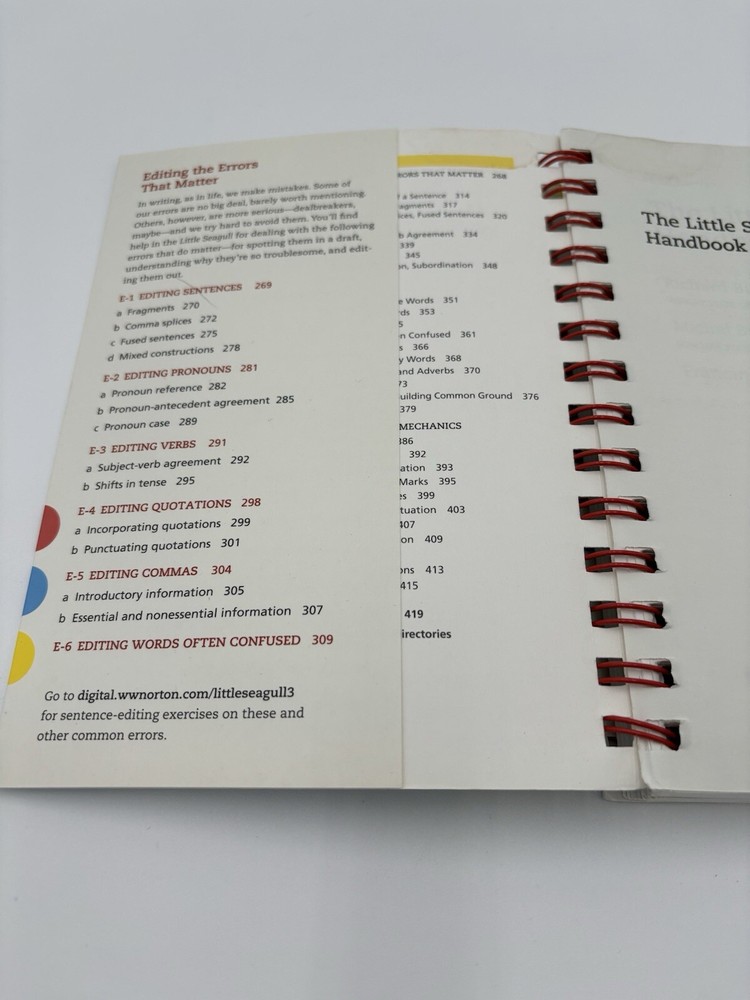 Editing the Errors
That Matter
In writing, as in life, we make mistakes. Some of
our errors are no big deal, barely worth mentioning.
Others, however, are more serious—dealbreakers,
maybe—and we try hard to avoid them. You'll find
help in the Little Seagull for dealing with the following
errors that do matter—for spotting them in a draft,
understanding why they're so troublesome, and edit-
ing them out.
E-1 EDITING SENTENCES 269
a Fragments 270
b Comma splices 272
c Fused sentences 275
d Mixed constructions 278
E-2 EDITING PRONOUNS 281
a Pronoun reference 282
b Pronoun-antecedent agreement 285
c Pronoun case 289
E-3 EDITING VERBS 291
a Subject-verb agreement 292
b Shifts in tense 295
E-4 EDITING QUOTATIONS 298
a Incorporating quotations 299
b Punctuating quotations 301
E-5 EDITING COMMAS 304
a Introductory information 305
b Essential and nonessential information 307
E-6 EDITING WORDS OFTEN CONFUSED 309
Go to digital.wwnorton.com/littleseagull3
for sentence-editing exercises on these and
other common errors.
RORS THAT MATTER 268
a Sentence 314
agments 317
ices, Fused Sentences 320
b Agreement 334
339
345
on, Subordination 348
e Words 351
rds 353
5
n Confused 361
s 366
y Words 368
and Adverbs 370
73
uilding Common Ground 376
379
MECHANICS
386
392
ation 393
Marks 395
es 399
tuation 403
407
on 409
ons 413
415
419
irectories
The Little S
Handbook